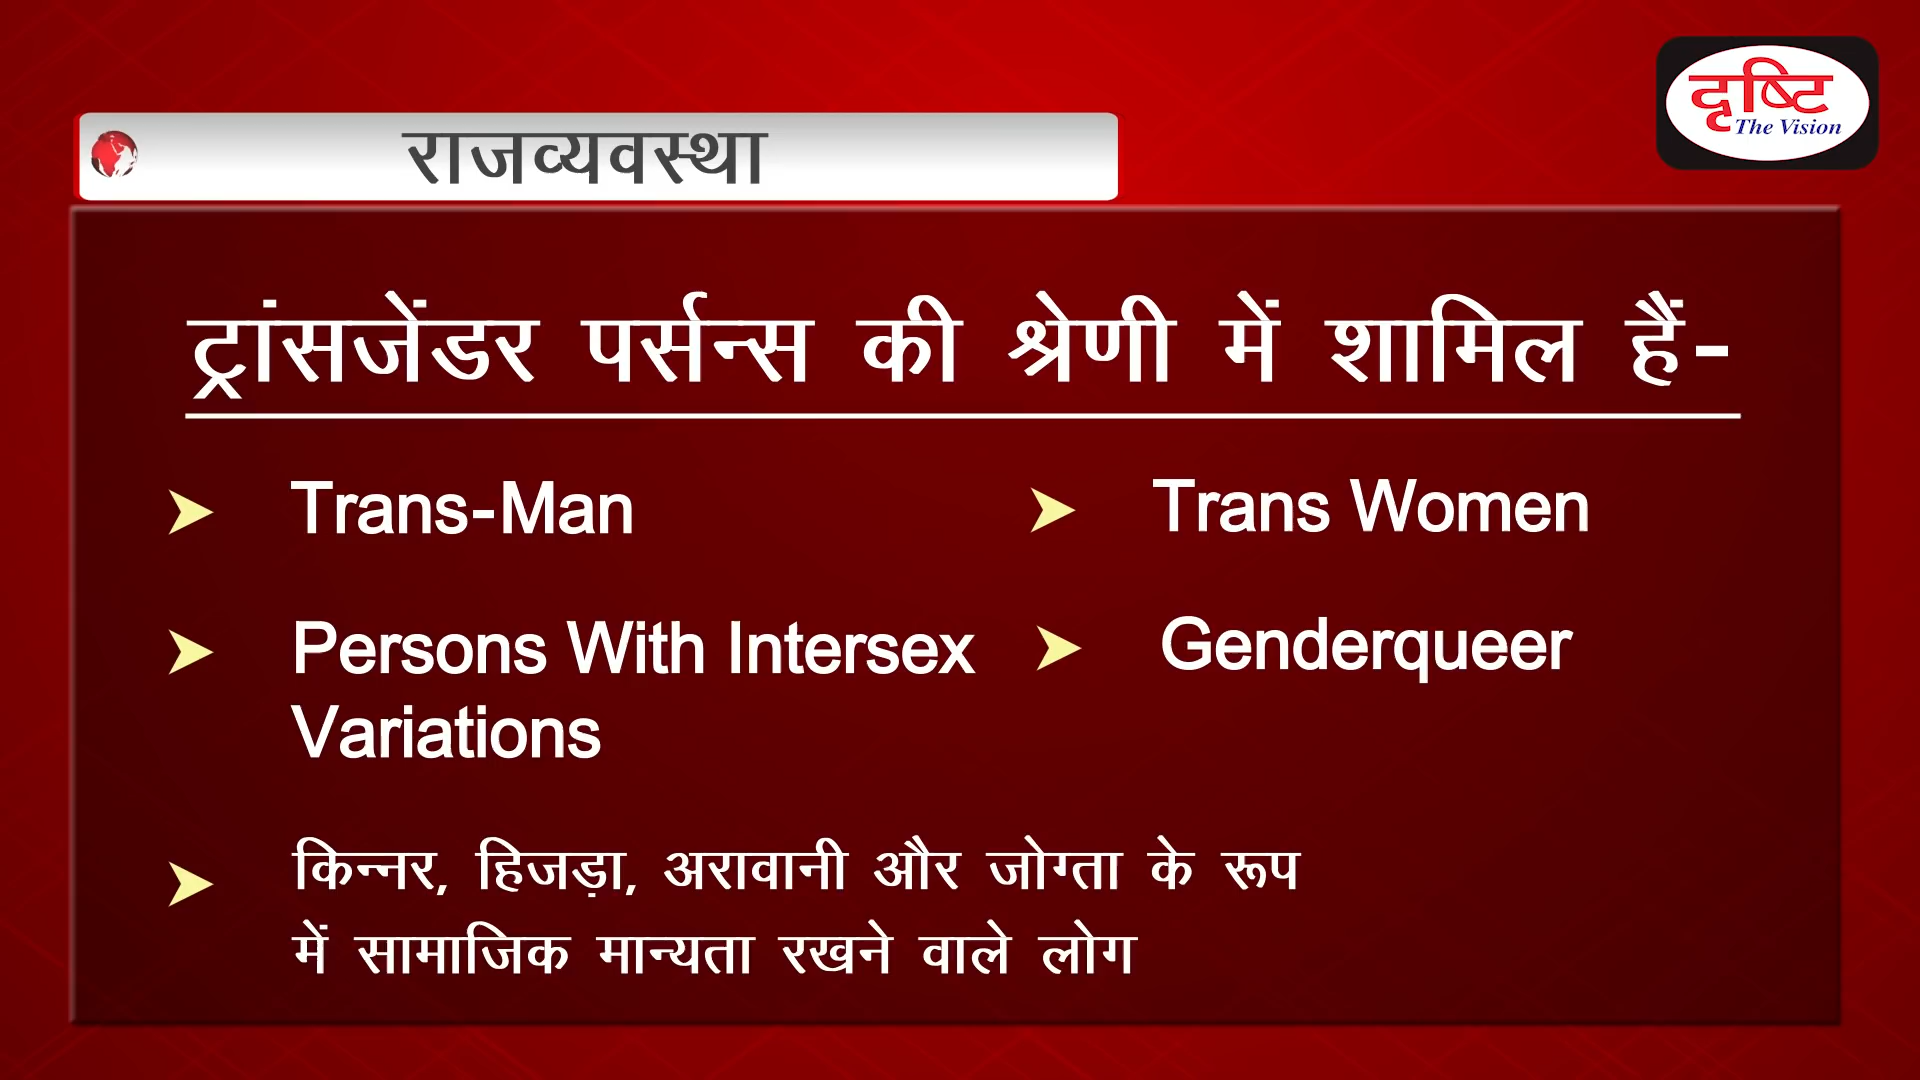 दृष्टि
The Vision
राजव्यवस्था
ट्रांसजेंडर पर्सन्स की श्रेणी में शामिल हैं-
➤ Trans-Man
➤ Trans Women
➤ Persons With Intersex
Variations
➤ Genderqueer
➤ किन्नर, हिजड़ा, अरावानी और जोग्ता के रूप
में सामाजिक मान्यता रखने वाले लोग